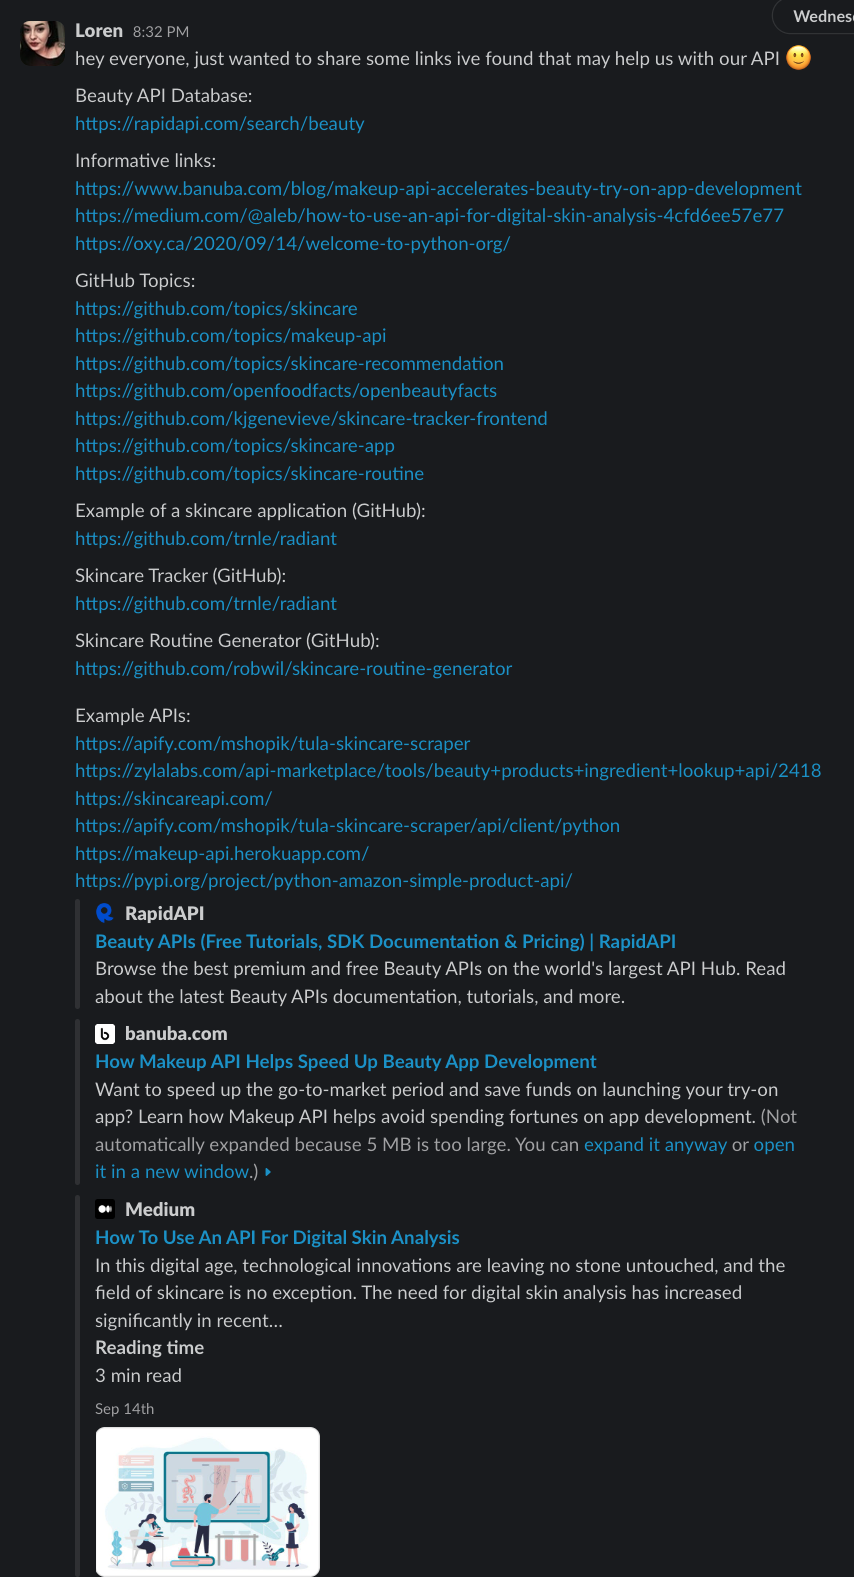 Wednes
Loren 8:32 PM
hey everyone, just wanted to share some links ive found that may help us with our API 🙂
Beauty API Database:
https://rapidapi.com/search/beauty
Informative links:
https://www.banuba.com/blog/makeup-api-accelerates-beauty-try-on-app-development
https://medium.com/@aleb/how-to-use-an-api-for-digital-skin-analysis-4cfd6ee57e77
https://oxy.ca/2020/09/14/welcome-to-python-org/
GitHub Topics:
https://github.com/topics/skincare
https://github.com/topics/makeup-api
https://github.com/topics/skincare-recommendation
https://github.com/openfoodfacts/openbeautyfacts
https://github.com/kjgenevieve/skincare-tracker-frontend
https://github.com/topics/skincare-app
https://github.com/topics/skincare-routine
Example of a skincare application (GitHub):
https://github.com/trnle/radiant
Skincare Tracker (GitHub):
https://github.com/trnle/radiant
Skincare Routine Generator (GitHub):
https://github.com/robwil/skincare-routine-generator
Example APIs:
https://apify.com/mshopik/tula-skincare-scraper
https://zylalabs.com/api-marketplace/tools/beauty+products+ingredient+lookup+api/2418
https://skincareapi.com/
https://apify.com/mshopik/tula-skincare-scraper/api/client/python
https://makeup-api.herokuapp.com/
https://pypi.org/project/python-amazon-simple-product-api/
RapidAPI
Beauty APIs (Free Tutorials, SDK Documentation & Pricing) | RapidAPI
Browse the best premium and free Beauty APIs on the world's largest API Hub. Read
about the latest Beauty APIs documentation, tutorials, and more.
banuba.com
How Makeup API Helps Speed Up Beauty App Development
Want to speed up the go-to-market period and save funds on launching your try-on
app? Learn how Makeup API helps avoid spending fortunes on app development. (Not
automatically expanded because 5 MB is too large. You can expand it anyway or open
it in a new window.)
Medium
How To Use An API For Digital Skin Analysis
In this digital age, technological innovations are leaving no stone untouched, and the
field of skincare is no exception. The need for digital skin analysis has increased
significantly in recent...
Reading time
3 min read
Sep 14th